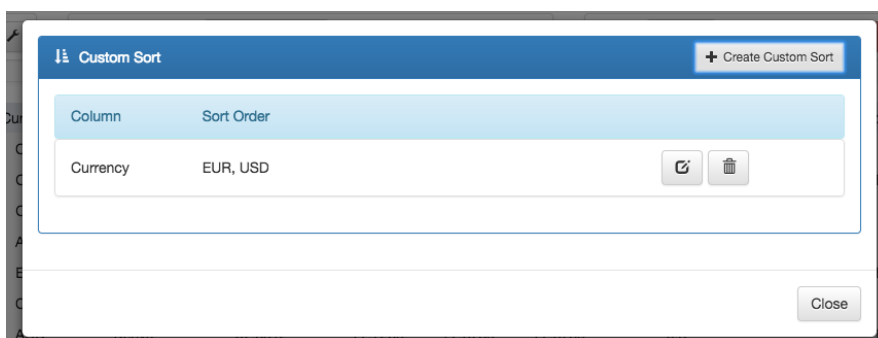 Custom Sort
Create Custom Sort
Column Sort Order
Currency EUR, USD
Close